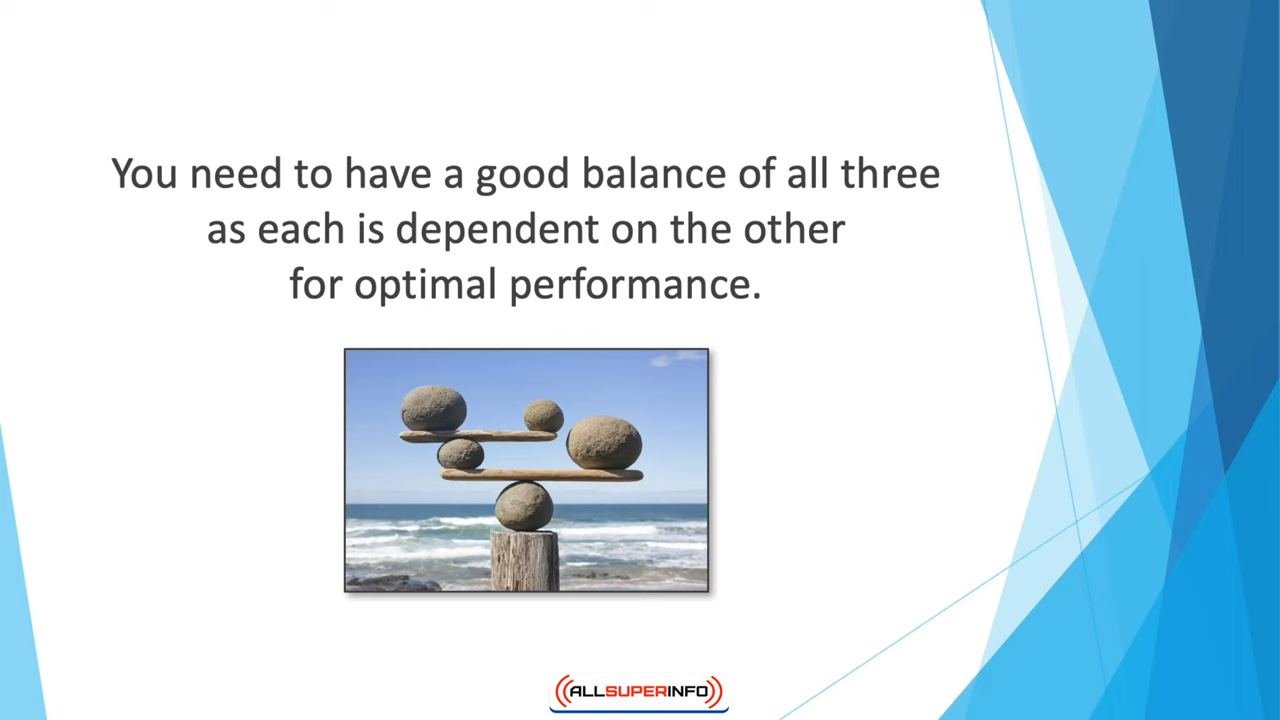 You need to have a good balance of all three
as each is dependent on the other
for optimal performance.
ALLSUPERINFO